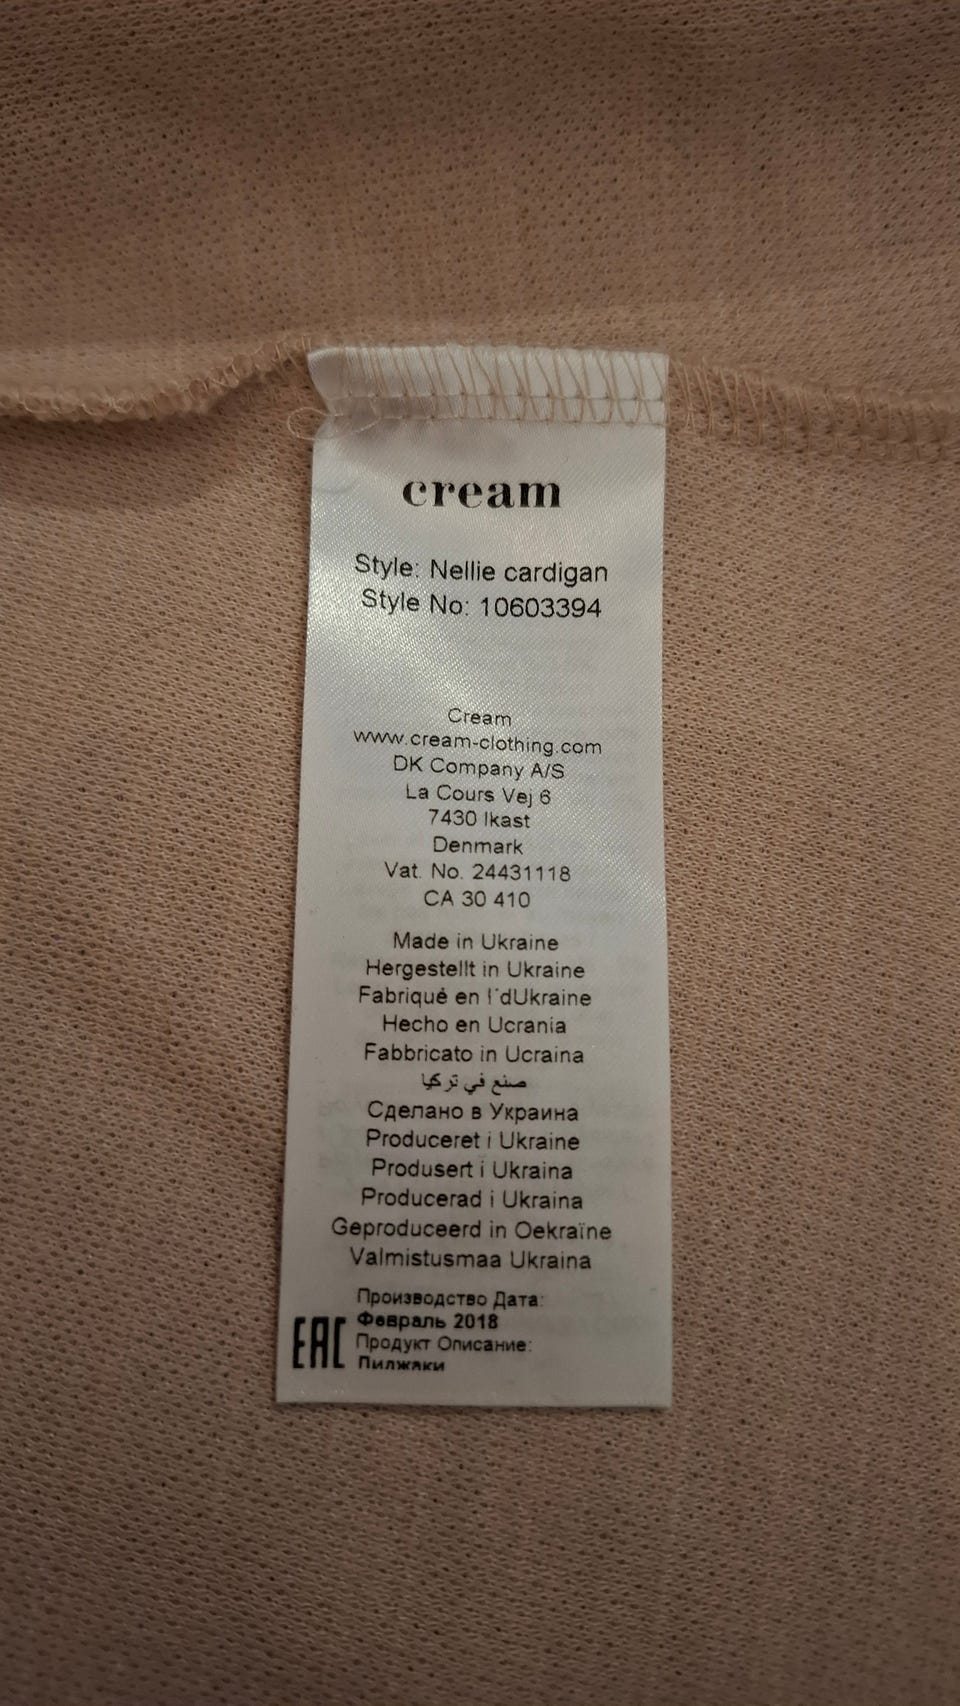 cream
Style: Nellie cardigan
Style No: 10603394
Cream
www.cream-clothing.com
DK Company A/S
La Cours Vej 6
7430 Ikast
Denmark
Vat. No. 24431118
CA 30 410
Made in Ukraine
Hergestellt in Ukraine
Fabriqué en l´dUkraine
Hecho en Ucrania
Fabbricato in Ucraina
صنع في تركيا
Сделано в Украина
Produceret i Ukraine
Produsert i Ukraina
Producerad i Ukraina
Geproduceerd in Oekraïne
Valmistusmaa Ukraina
Производство Дата:
Февраль 2018
Продукт Описание:
Пилжаки
EAC